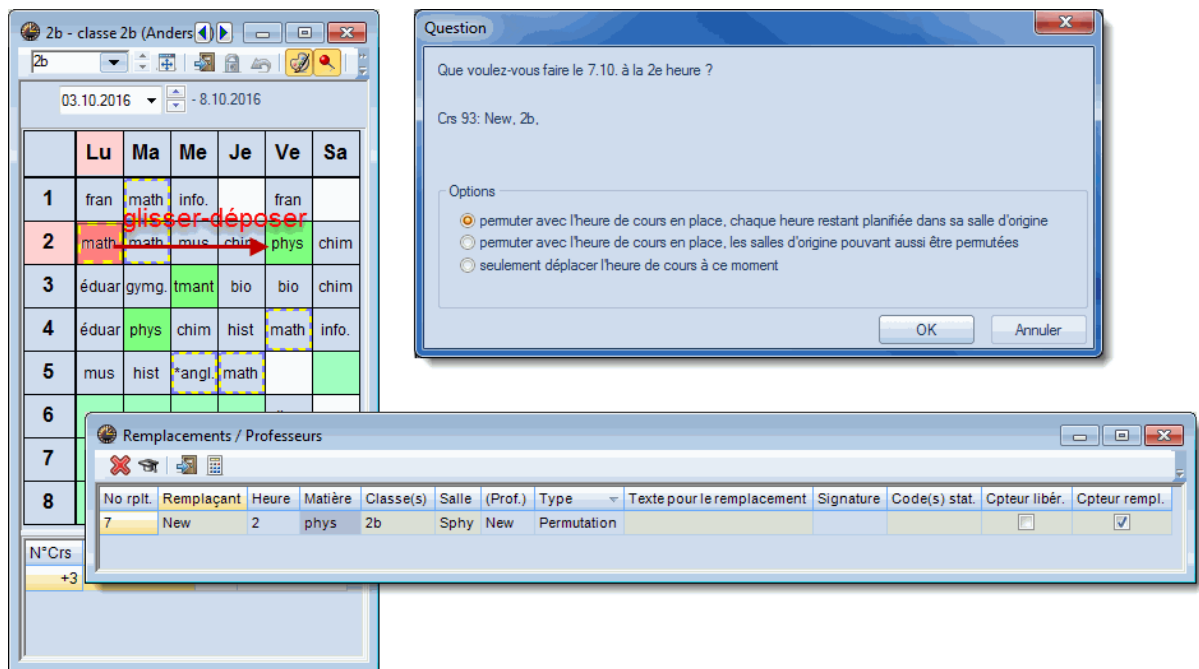 2b - classe 2b (Anders
2b
03.10.2016 - 8.10.2016
Lu Ma Me Je Ve Sa
1 fran math info. fran
glisser-déposer
2 math math mus chim phys chim
3 éduar gymg. tmant bio bio chim
4 éduar phys chim hist math info.
5 mus hist *angl. math
6
7
8
N°Crs
+3
Question
Que voulez-vous faire le 7.10. à la 2e heure ?
Crs 93: New, 2b,
Options
permuter avec l'heure de cours en place, chaque heure restant planifiée dans sa salle d'origine
permuter avec l'heure de cours en place, les salles d'origine pouvant aussi être permutées
seulement déplacer l'heure de cours à ce moment
OK Annuler
Remplacements / Professeurs
No rplt. Remplaçant Heure Matière Classe(s) Salle (Prof.) Type Texte pour le remplacement Signature Code(s) stat. Cpteur libér. Cpteur rempl.
7 New 2 phys 2b Sphy New Permutation